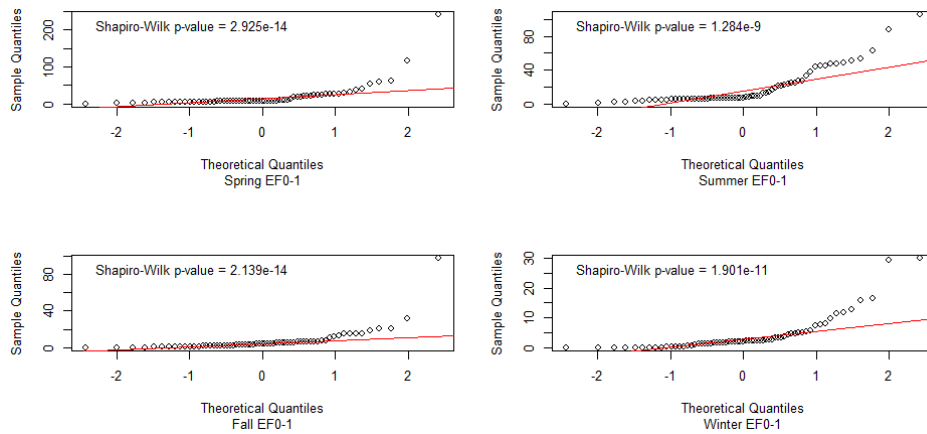 Shapiro-Wilk p-value = 2.925e-14
Sample Quantiles
0
100
200
-2 -1 0 1 2
Theoretical Quantiles
Spring EF0-1
Shapiro-Wilk p-value = 1.284e-9
Sample Quantiles
0
40
80
-2 -1 0 1 2
Theoretical Quantiles
Summer EF0-1
Shapiro-Wilk p-value = 2.139e-14
Sample Quantiles
0
40
80
-2 -1 0 1 2
Theoretical Quantiles
Fall EF0-1
Shapiro-Wilk p-value = 1.901e-11
Sample Quantiles
0
5
10
20
30
-2 -1 0 1 2
Theoretical Quantiles
Winter EF0-1